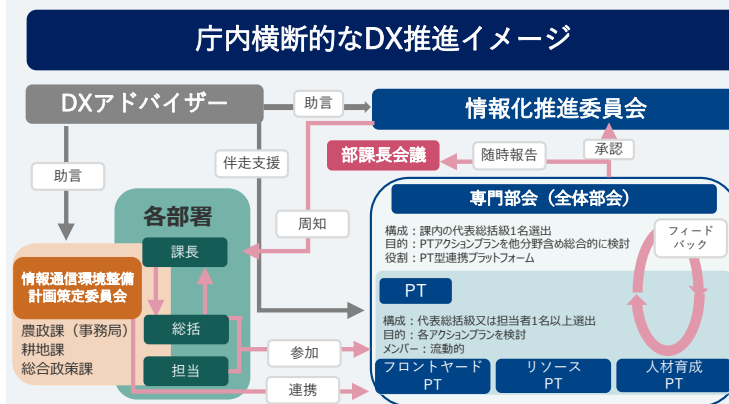 庁内横断的なDX推進イメージ
DXアドバイザー
助言
情報化推進委員会
部課長会議
随時報告
承認
伴走支援
助言
各部署
周知
専門部会（全体部会）
構成：課内の代表総括級1名選出
目的：PTアクションプランを他分野含め総合的に検討
役割：PT型連携プラットフォーム
フィード
バック
課長
情報通信環境整備
計画策定委員会
PT
総括
農政課（事務局）
耕地課
総合政策課
構成：代表総括級又は担当者1名以上選出
目的：各アクションプランを検討
メンバー：流動的
参加
担当
連携
フロントヤード
PT
リソース
PT
人材育成
PT